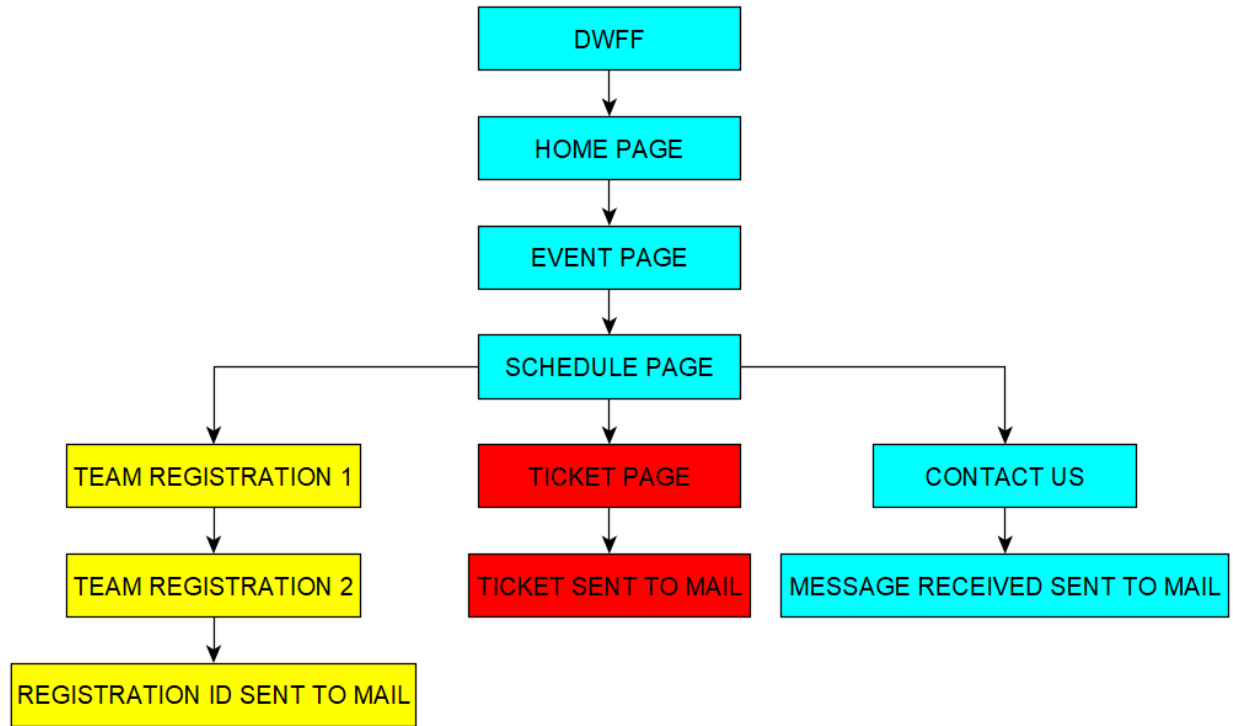 DWFF
HOME PAGE
EVENT PAGE
SCHEDULE PAGE
TEAM REGISTRATION 1
TICKET PAGE
CONTACT US
TEAM REGISTRATION 2
TICKET SENT TO MAIL
MESSAGE RECEIVED SENT TO MAIL
REGISTRATION ID SENT TO MAIL